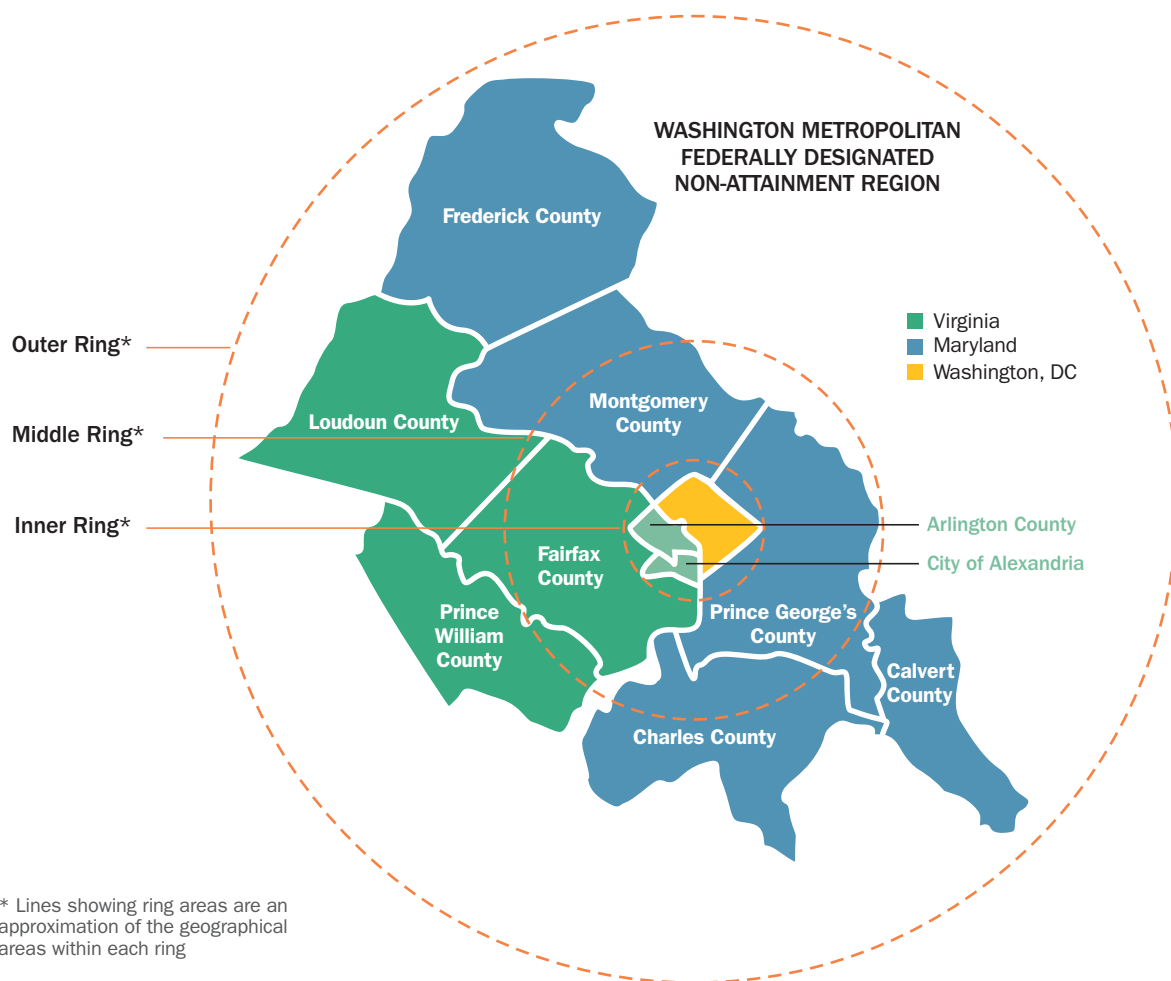 WASHINGTON METROPOLITAN
FEDERALLY DESIGNATED
NON-ATTAINMENT REGION
Frederick County
Virginia
Maryland
Washington, DC
Outer Ring*
Middle Ring*
Inner Ring*
Loudoun County
Montgomery
County
Arlington County
City of Alexandria
Fairfax
County
Prince
William
County
Prince George's
County
Calvert
County
Charles County
* Lines showing ring areas are an
approximation of the geographical
areas within each ring